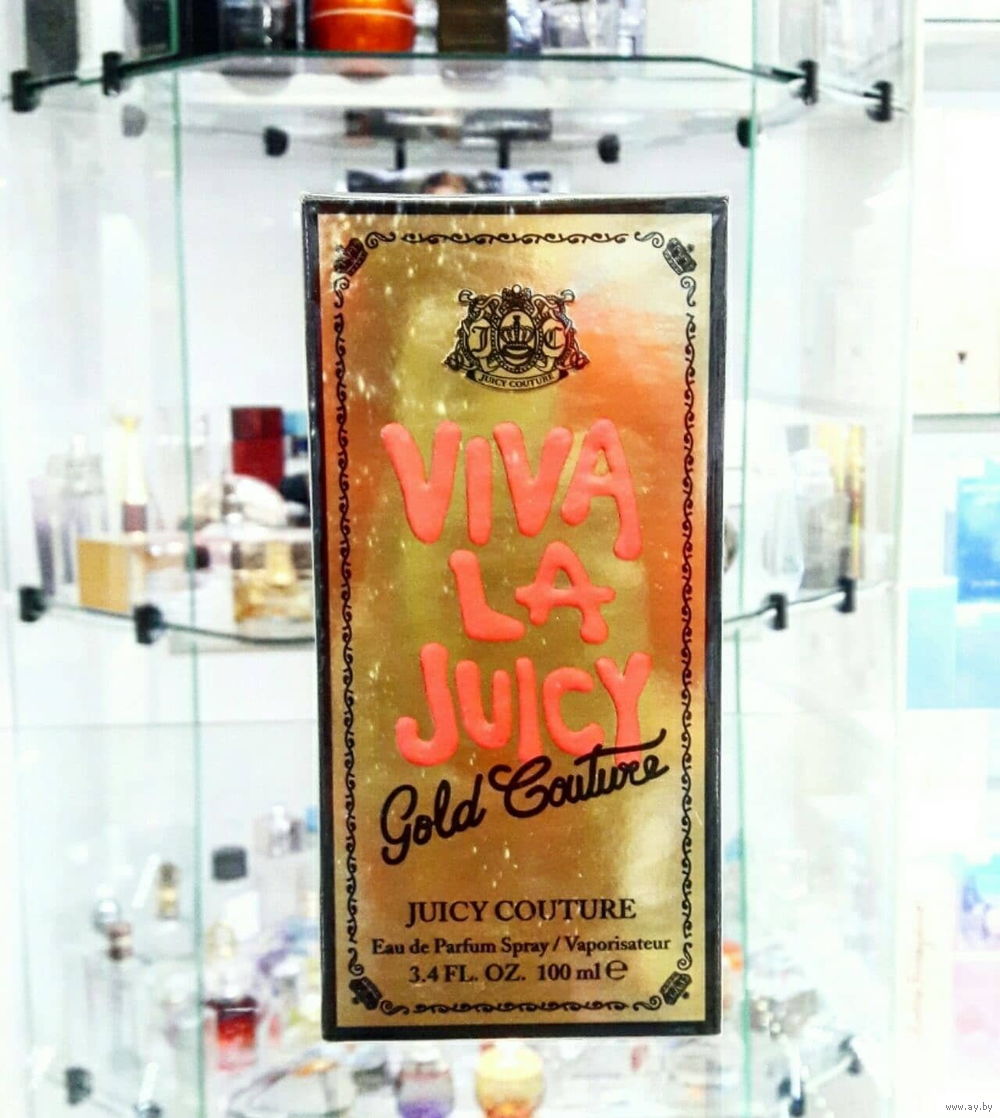 J C
JUICY COUTURE
VIVA
LA
JUICY
Gold Couture
JUICY COUTURE
Eau de Parfum Spray / Vaporisateur
3.4 FL. OZ. 100 ml ℮
www.ay.by